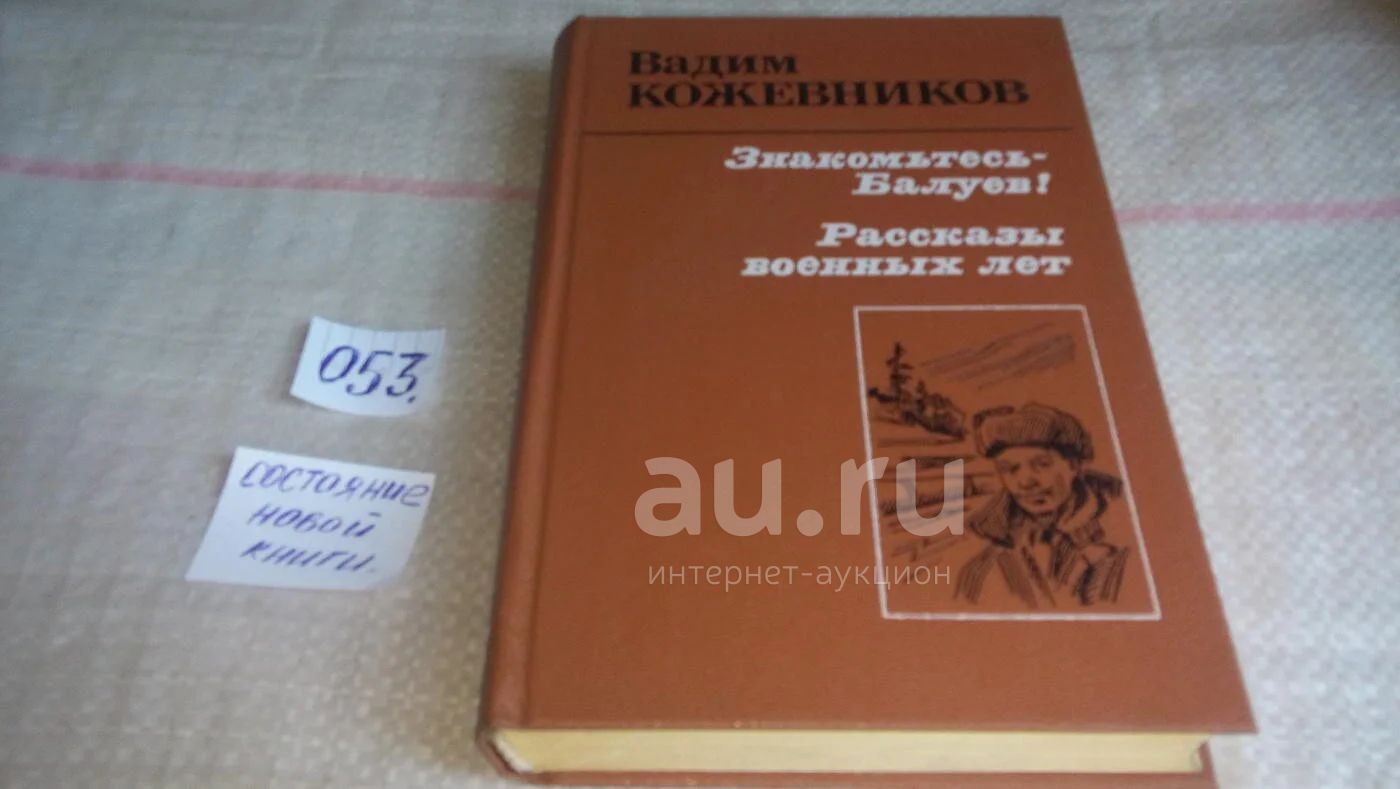 Вадим
КОЖЕВНИКОВ
Знакомьтесь-
Балуев!
Рассказы
военных лет
053.
состояние
новой
книги.
au.ru
интернет-аукцион